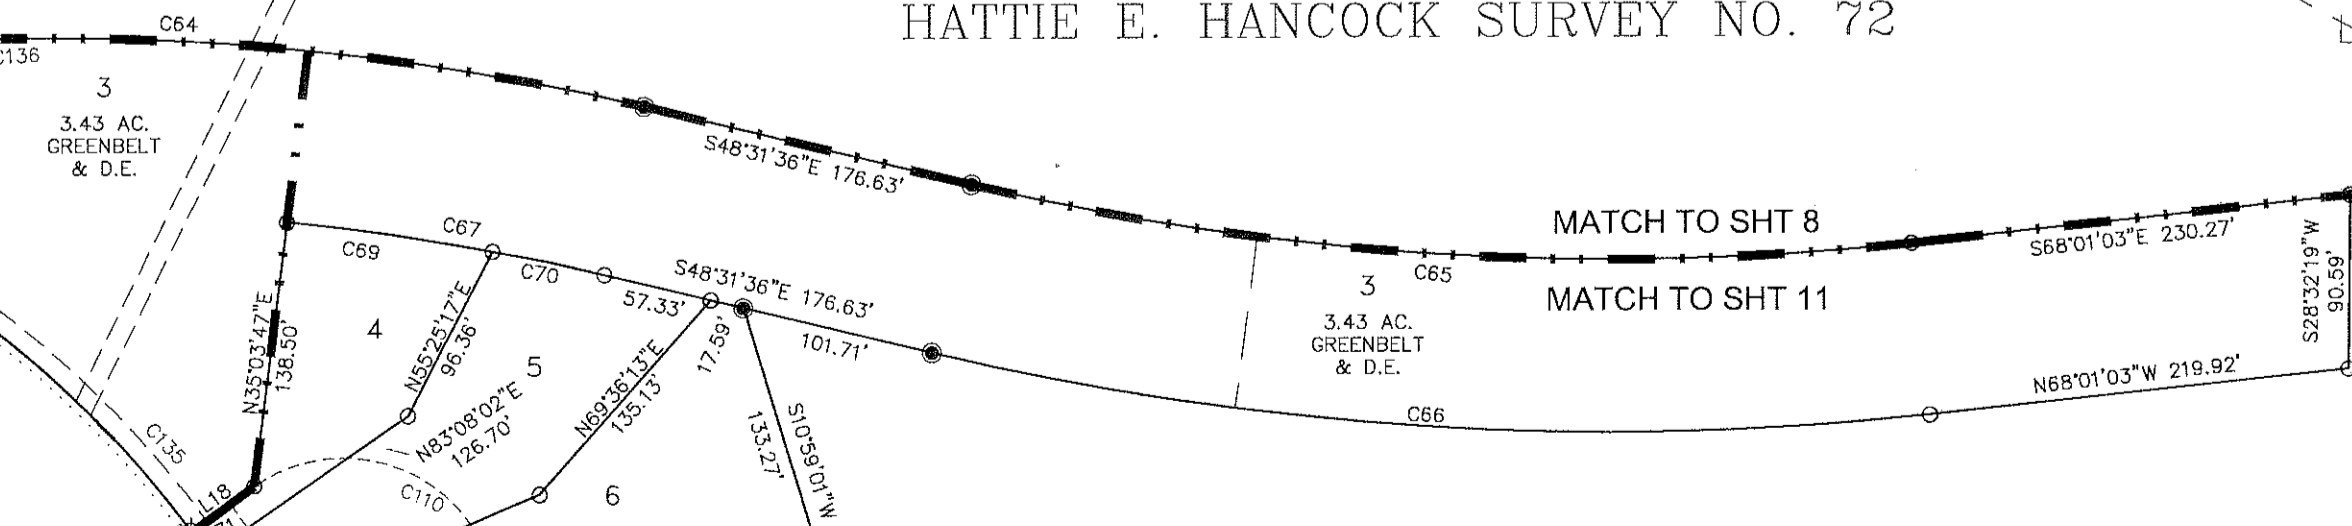 HATTIE E. HANCOCK SURVEY NO. 72
C64
C136
3
3.43 AC.
GREENBELT
& D.E.
S48°31'36"E 176.63'
MATCH TO SHT 8
S68°01'03"E 230.27'
C67
C69
C70
S48°31'36"E 176.63'
57.33'
17.59'
101.71'
C65
3
MATCH TO SHT 11
3.43 AC.
GREENBELT
& D.E.
S28°32'19"W
90.59'
N68°01'03"W 219.92'
C66
N35°03'47"E
138.50'
4
N55°25'17"E
96.36'
5
N69°36'13"E
135.13'
N83°08'02"E
126.70'
S10°59'01"W
133.27'
C135
L18
C110
6